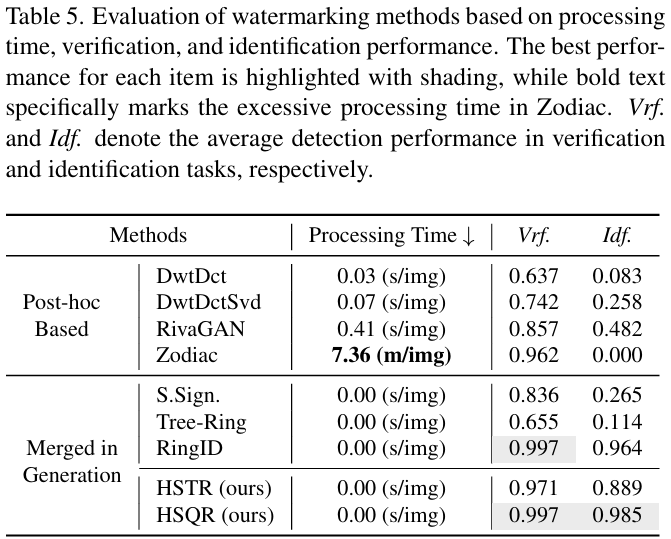 Table 5. Evaluation of watermarking methods based on processing
time, verification, and identification performance. The best perfor-
mance for each item is highlighted with shading, while bold text
specifically marks the excessive processing time in Zodiac. Vrf.
and Idf. denote the average detection performance in verification
and identification tasks, respectively.
Methods Processing Time ↓ Vrf. Idf.
Post-hoc
Based
DwtDct 0.03 (s/img) 0.637 0.083
DwtDctSvd 0.07 (s/img) 0.742 0.258
RivaGAN 0.41 (s/img) 0.857 0.482
Zodiac 7.36 (m/img) 0.962 0.000
Merged in
Generation
S.Sign. 0.00 (s/img) 0.836 0.265
Tree-Ring 0.00 (s/img) 0.655 0.114
RingID 0.00 (s/img) 0.997 0.964
HSTR (ours) 0.00 (s/img) 0.971 0.889
HSQR (ours) 0.00 (s/img) 0.997 0.985